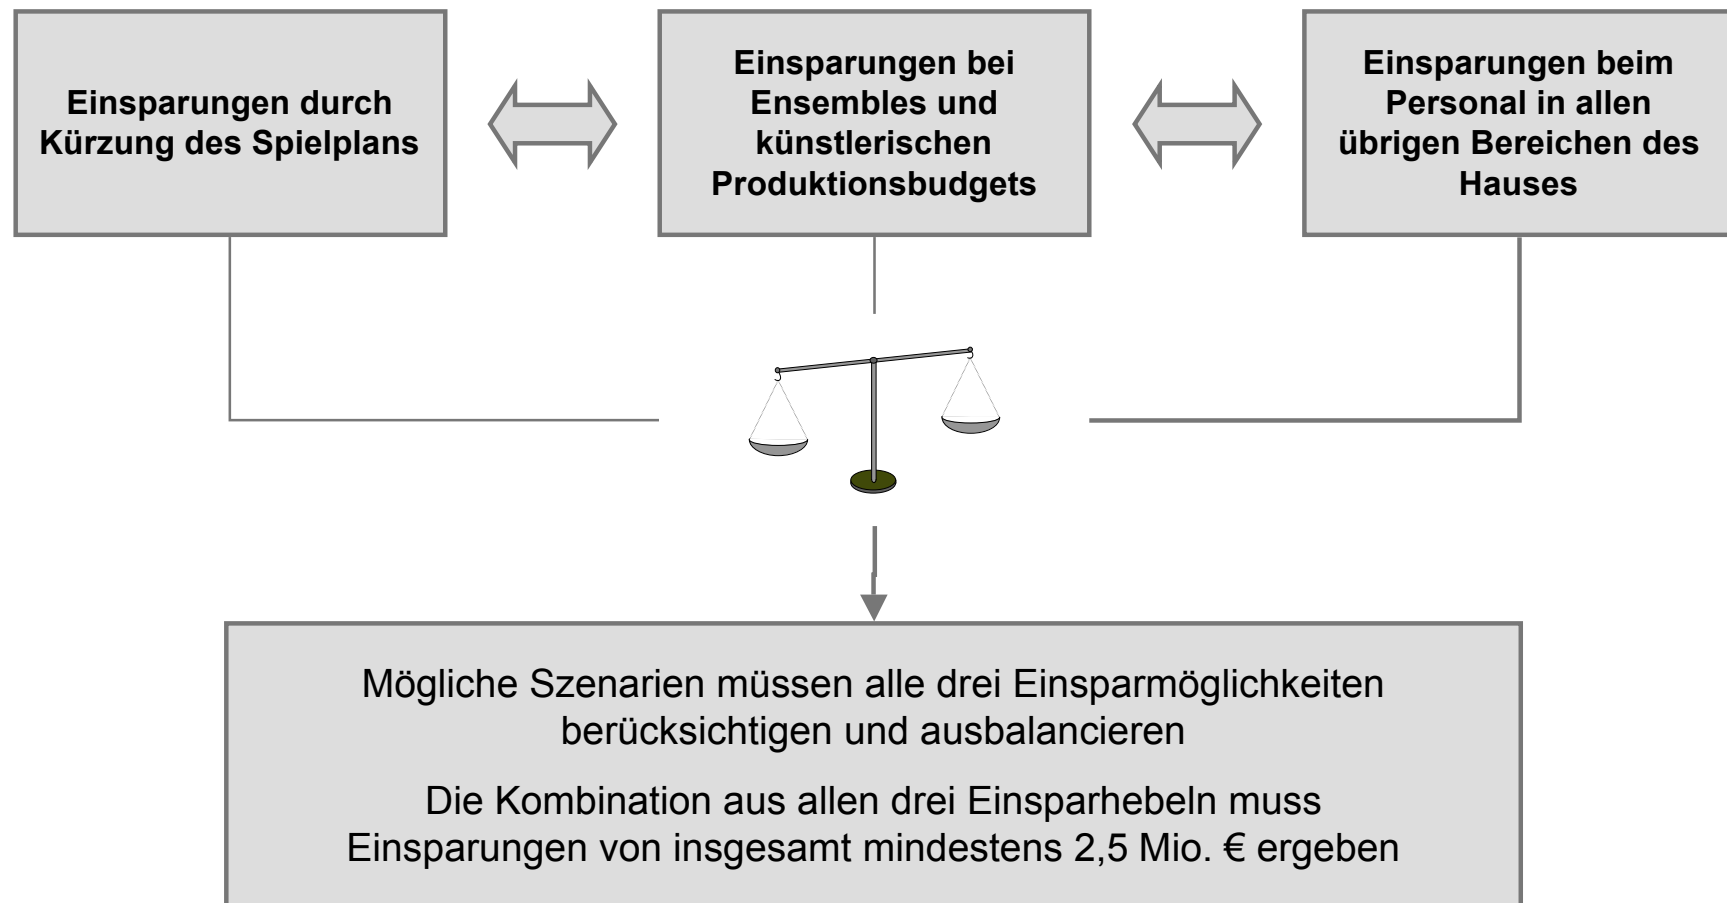 Einsparungen durch
Kürzung des Spielplans
Einsparungen bei
Ensembles und
künstlerischen
Produktionsbudgets
Einsparungen beim
Personal in allen
übrigen Bereichen des
Hauses
Mögliche Szenarien müssen alle drei Einsparmöglichkeiten
berücksichtigen und ausbalancieren
Die Kombination aus allen drei Einsparhebeln muss
Einsparungen von insgesamt mindestens 2,5 Mio. € ergeben